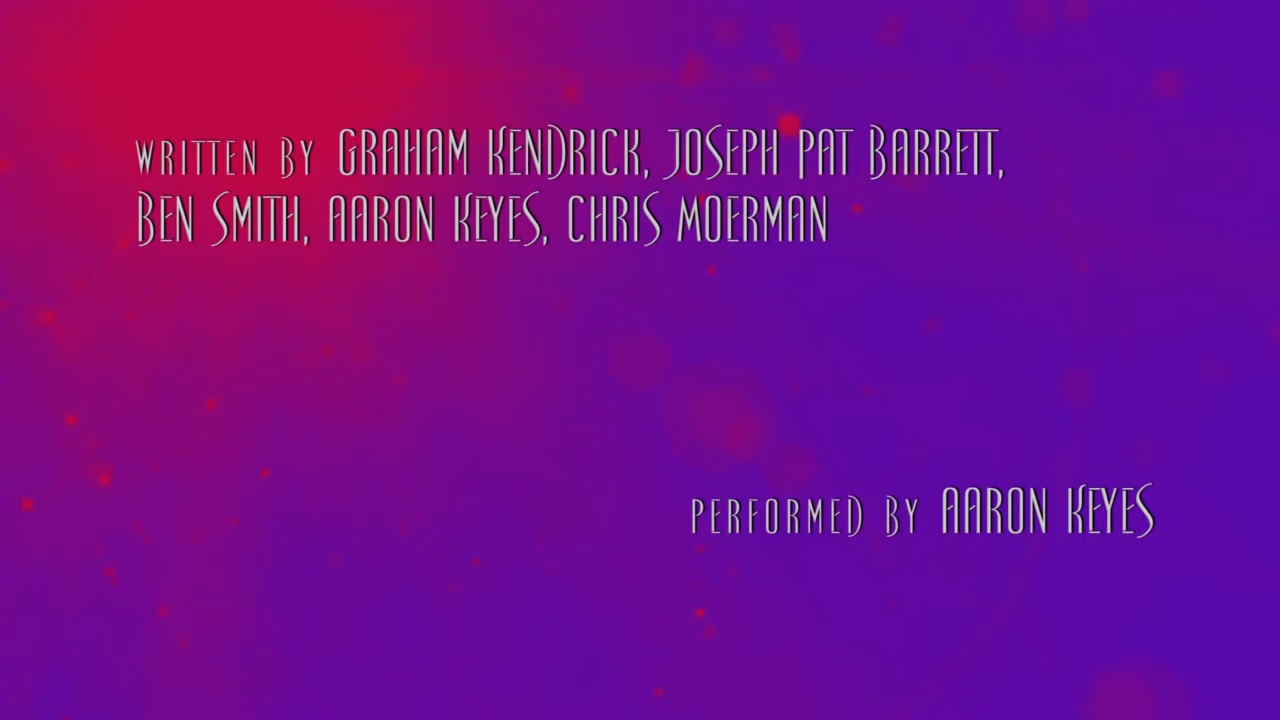 WRITTEN BY GRAHAM KENDRICK, JOSEPH PAT BARRETT,
BEN SMITH, AARON KEYES, CHRIS MOERMAN
PERFORMED BY AARON KEYES